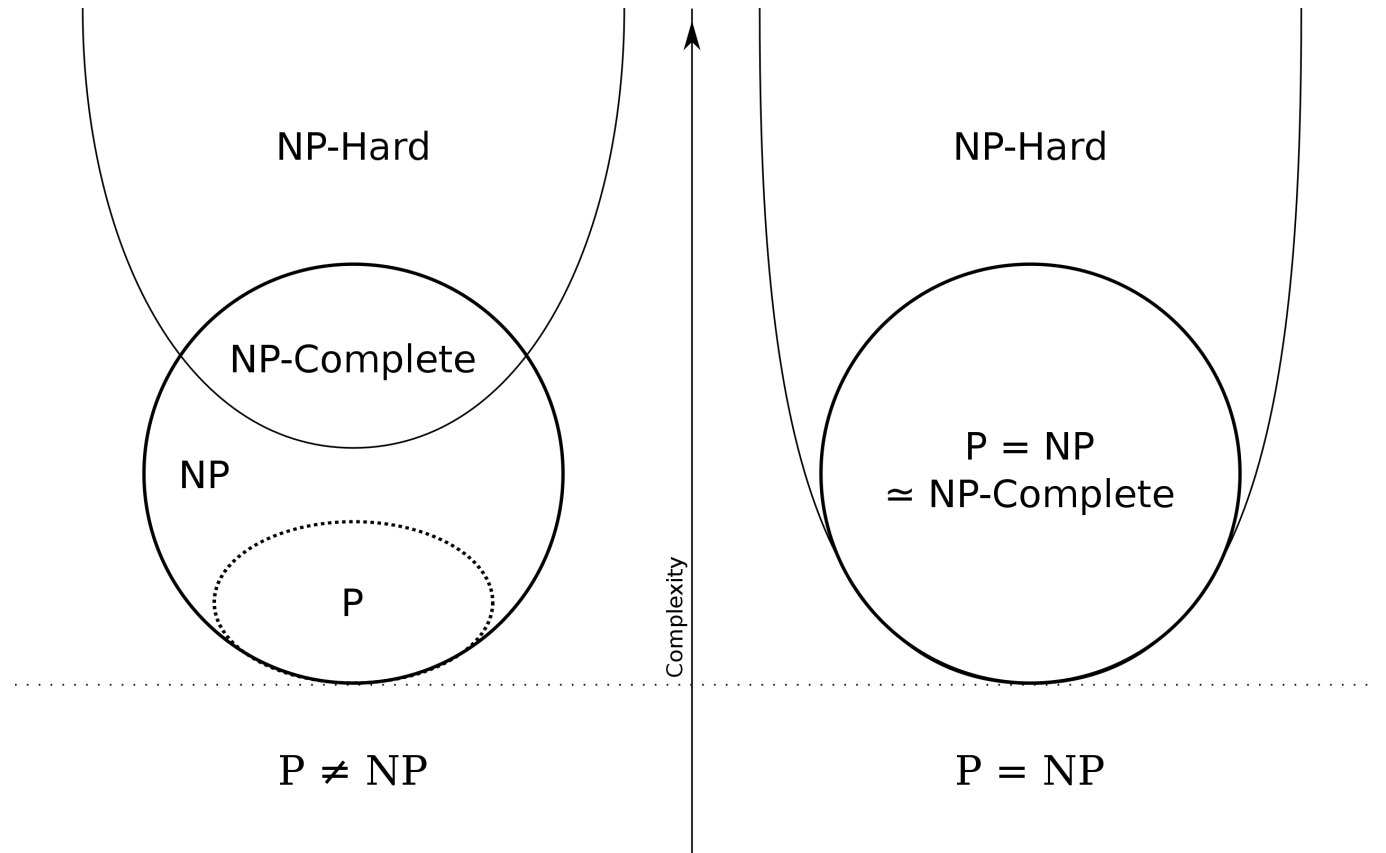 NP-Hard
NP-Complete
NP
P
P ≠ NP
Complexity
NP-Hard
P = NP
≃ NP-Complete
P = NP